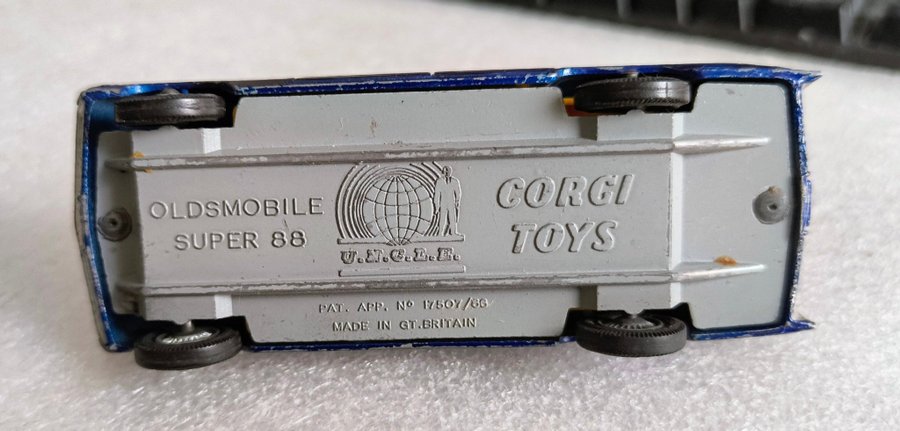 OLDSMOBILE
SUPER 88
U.N.C.L.E.
CORGI
TOYS
PAT. APP. Nº 17507/66
MADE IN GT. BRITAIN